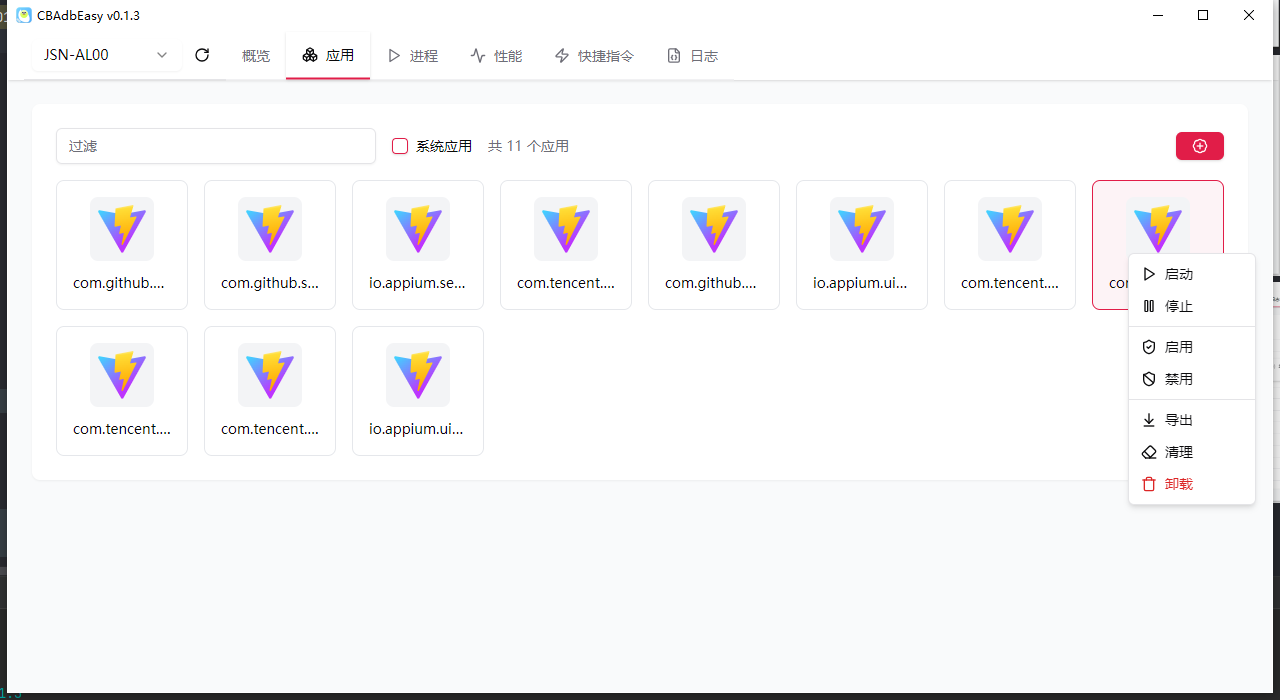 CBAdbEasy v0.1.3
JSN-AL00 概览 应用 进程 性能 快捷指令 日志
过滤 系统应用 共 11 个应用
com.github.... com.github.s... io.appium.se... com.tencent.... com.github.... io.appium.ui... com.tencent....
com.tencent.... com.tencent.... io.appium.ui...
启动
停止
启用
禁用
导出
清理
卸载